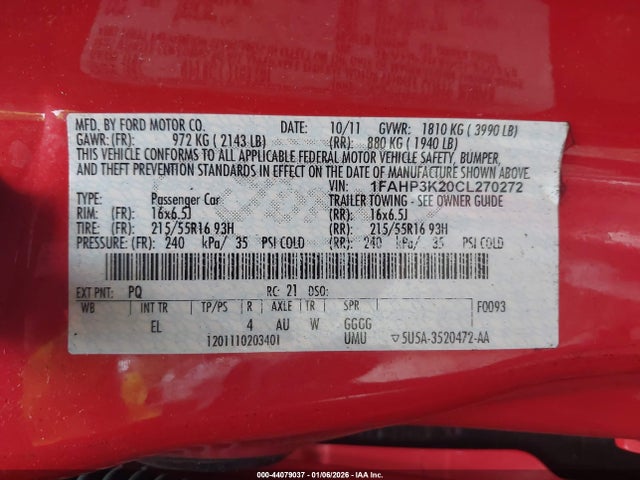 MFD. BY FORD MOTOR CO. DATE: 10/11 GVWR: 1810 KG ( 3990 LB)
GAWR: (FR): 972 KG ( 2143 LB) (RR): 880 KG ( 1940 LB)
THIS VEHICLE CONFORMS TO ALL APPLICABLE FEDERAL MOTOR VEHICLE SAFETY, BUMPER,
AND THEFT PREVENTION STANDARDS IN EFFECT ON THE DATE OF MANUFACTURE SHOWN ABOVE.
VIN: 1FAHP3K20CL270272
TYPE: Passenger Car TRAILER TOWING - SEE OWNER GUIDE
RIM: (FR): 16x6.5J (RR): 16x6.5J
TIRE: (FR): 215/55R16 93H (RR): 215/55R16 93H
PRESSURE: (FR): 240 kPa/ 35 PSI COLD (RR): 240 kPa/ 35 PSI COLD
EXT PNT: PQ RC: 21 DSO:
WB INT TR TP/PS R AXLE TR SPR F0093
EL 4 AU W GGGG
1201110203401 UMU ▽5U5A-3520472-AA
000-44079037 - 01/06/2026 - IAA Inc.